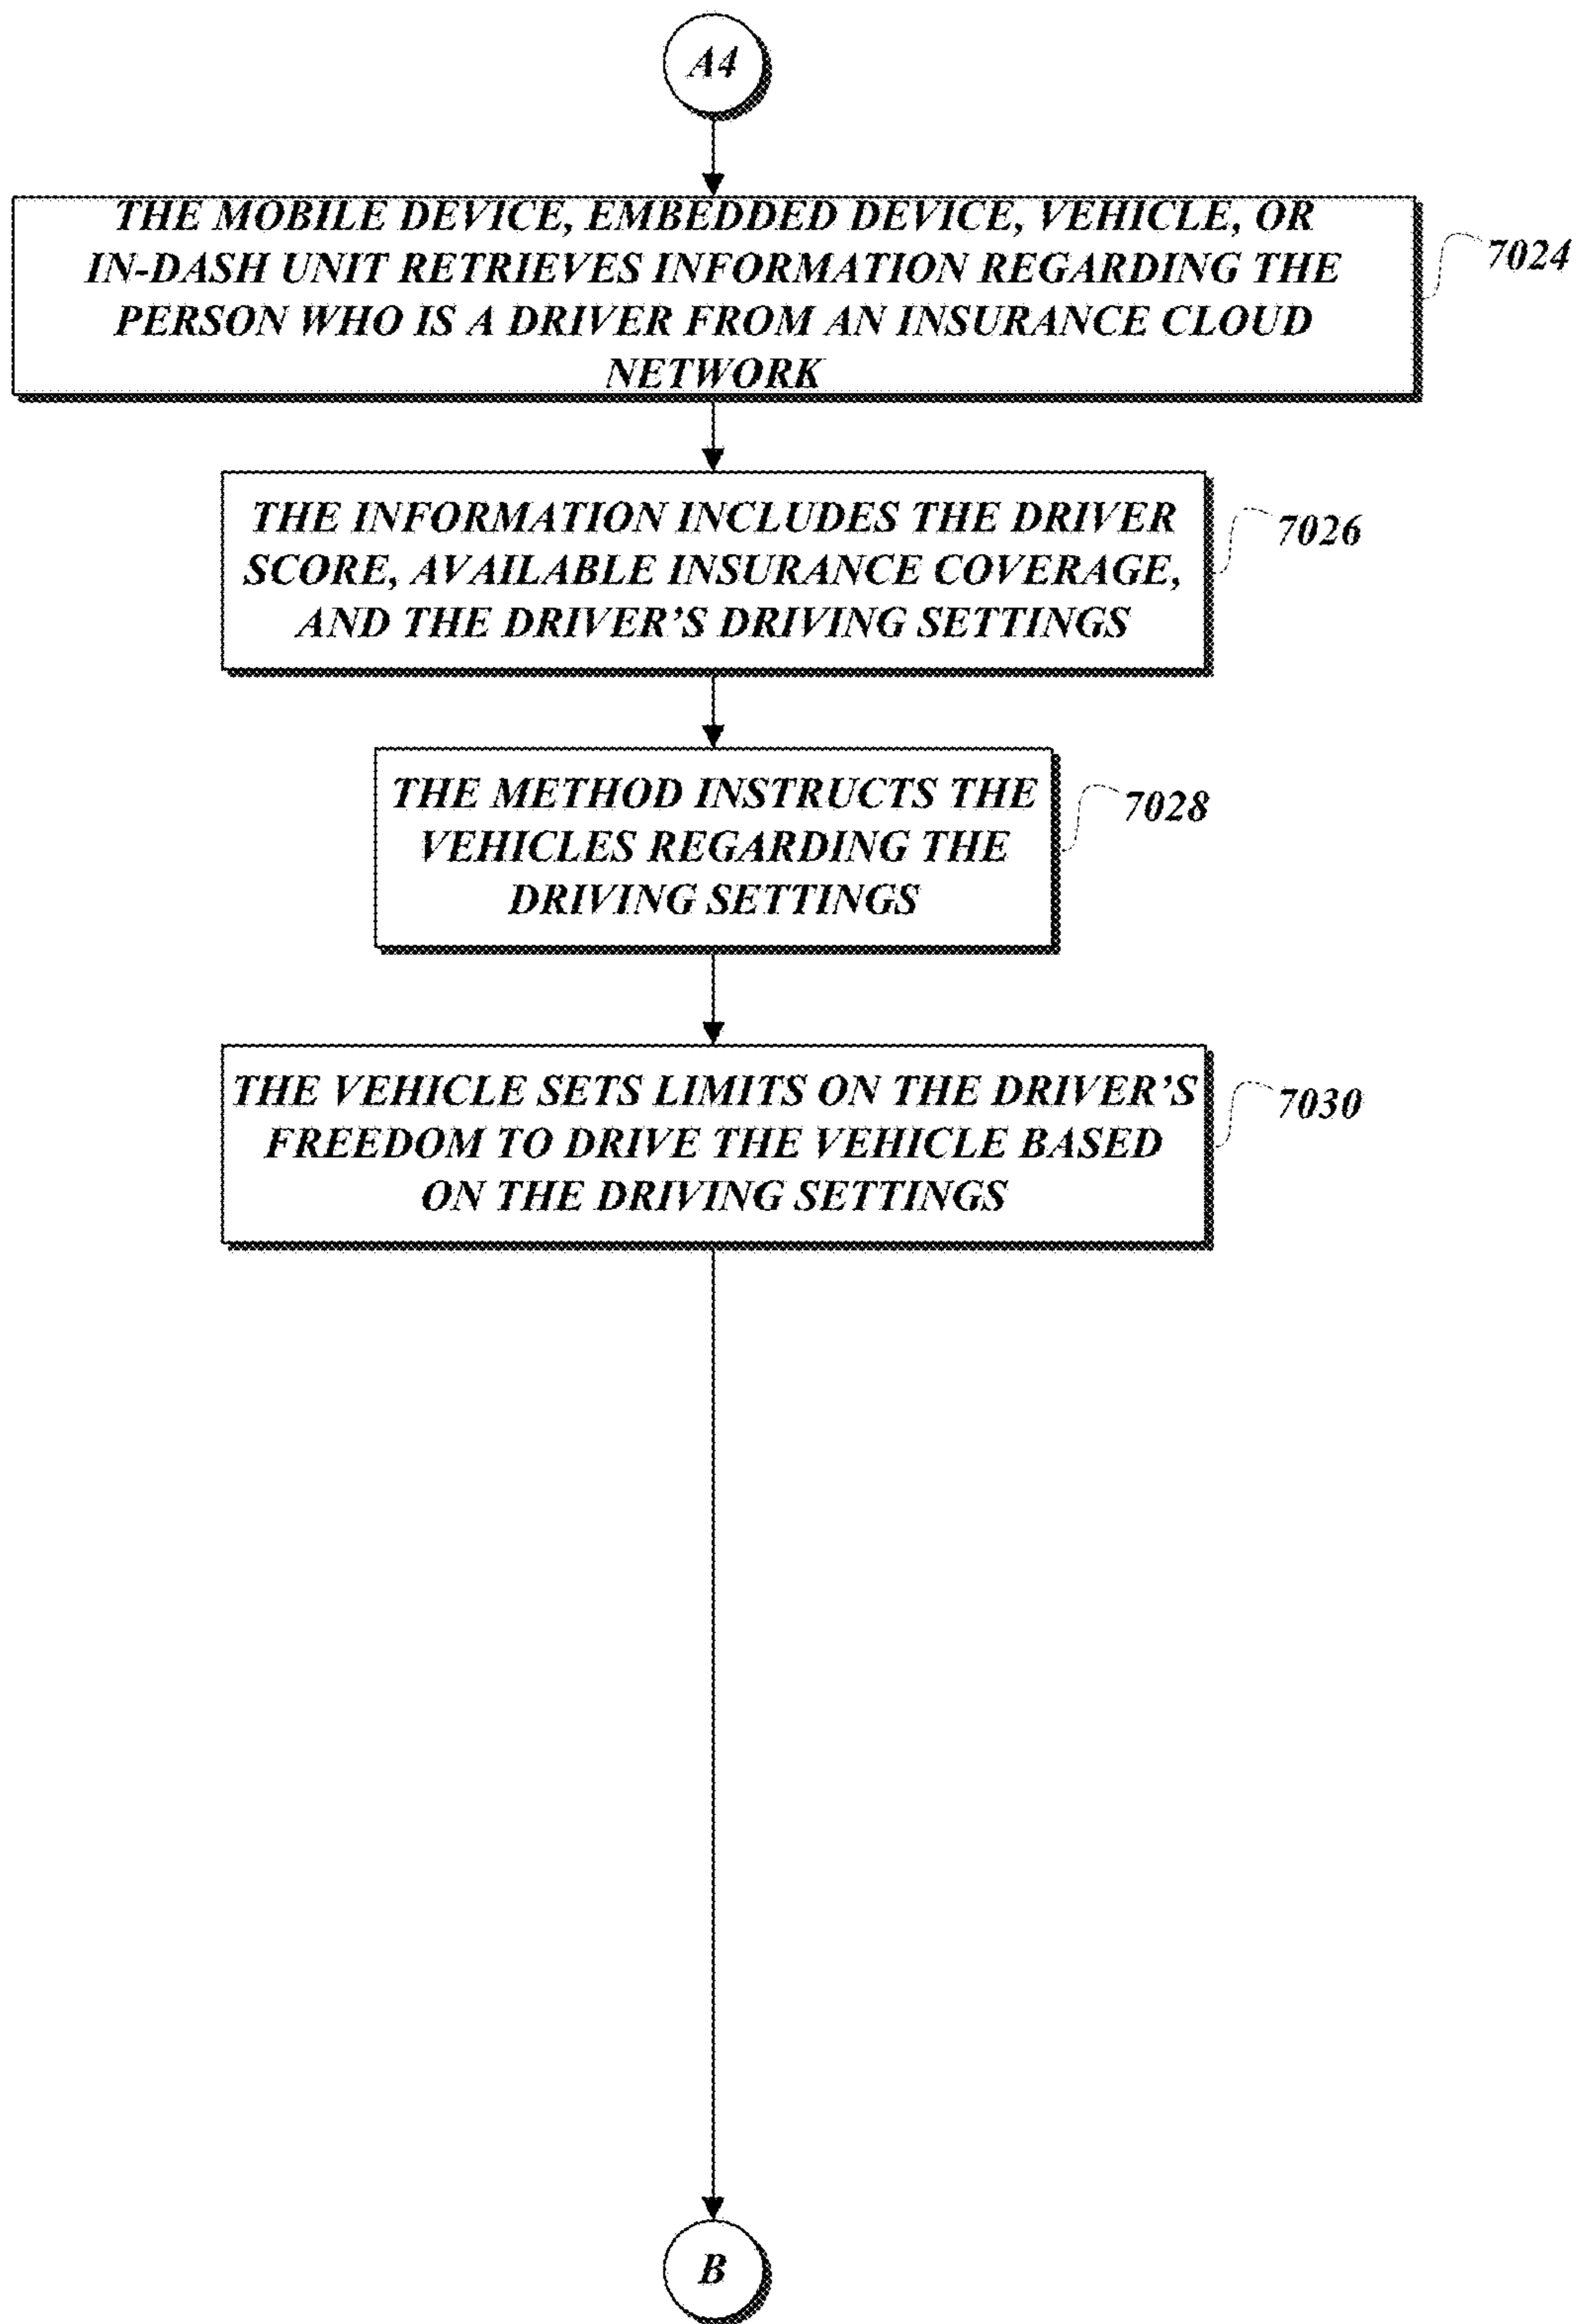 A4
THE MOBILE DEVICE, EMBEDDED DEVICE, VEHICLE, OR
IN-DASH UNIT RETRIEVES INFORMATION REGARDING THE
PERSON WHO IS A DRIVER FROM AN INSURANCE CLOUD
NETWORK
7024
THE INFORMATION INCLUDES THE DRIVER
SCORE, AVAILABLE INSURANCE COVERAGE,
AND THE DRIVER’S DRIVING SETTINGS
7026
THE METHOD INSTRUCTS THE
VEHICLES REGARDING THE
DRIVING SETTINGS
7028
THE VEHICLE SETS LIMITS ON THE DRIVER’S
FREEDOM TO DRIVE THE VEHICLE BASED
ON THE DRIVING SETTINGS
7030
B